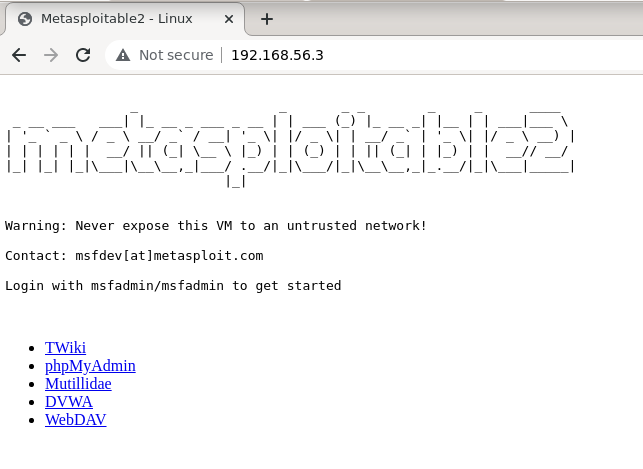 Metasploitable2 - Linux
Not secure | 192.168.56.3
metasploitable2
Warning: Never expose this VM to an untrusted network!
Contact: msfdev[at]metasploit.com
Login with msfadmin/msfadmin to get started
TWiki
phpMyAdmin
Mutillidae
DVWA
WebDAV